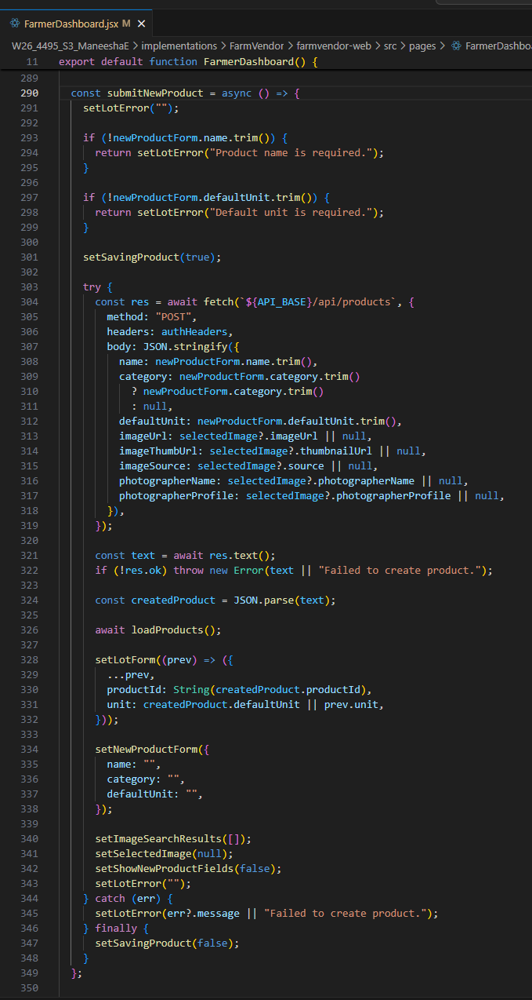 FarmerDashboard.jsx M ×
W26_4495_S3_ManeeshaE > implementations > FarmVendor > farmvendor-web > src > pages > FarmerDashboa
11 export default function FarmerDashboard() {
289
290 const submitNewProduct = async () => {
291 setLotError("");
292
293 if (!newProductForm.name.trim()) {
294 return setLotError("Product name is required.");
295 }
296
297 if (!newProductForm.defaultUnit.trim()) {
298 return setLotError("Default unit is required.");
299 }
300
301 setSavingProduct(true);
302
303 try {
304 const res = await fetch(`${API_BASE}/api/products`, {
305 method: "POST",
306 headers: authHeaders,
307 body: JSON.stringify({
308 name: newProductForm.name.trim(),
309 category: newProductForm.category.trim()
310 ? newProductForm.category.trim()
311 : null,
312 defaultUnit: newProductForm.defaultUnit.trim(),
313 imageUrl: selectedImage?.imageUrl || null,
314 imageThumbUrl: selectedImage?.thumbnailUrl || null,
315 imageSource: selectedImage?.source || null,
316 photographerName: selectedImage?.photographerName || null,
317 photographerProfile: selectedImage?.photographerProfile || null,
318 }),
319 });
320
321 const text = await res.text();
322 if (!res.ok) throw new Error(text || "Failed to create product.");
323
324 const createdProduct = JSON.parse(text);
325
326 await loadProducts();
327
328 setLotForm((prev) => ({
329 ...prev,
330 productId: String(createdProduct.productId),
331 unit: createdProduct.defaultUnit || prev.unit,
332 }));
333
334 setNewProductForm({
335 name: "",
336 category: "",
337 defaultUnit: "",
338 });
339
340 setImageSearchResults([]);
341 setSelectedImage(null);
342 setShowNewProductFields(false);
343 setLotError("");
344 } catch (err) {
345 setLotError(err?.message || "Failed to create product.");
346 } finally {
347 setSavingProduct(false);
348 }
349 };
350